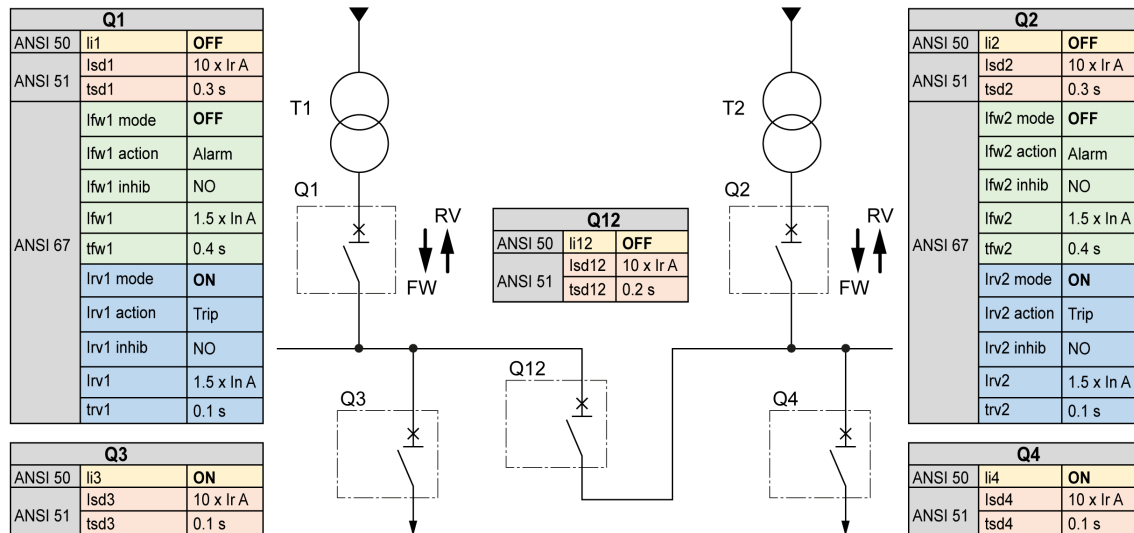 Q1
ANSI 50 Ii1 OFF
ANSI 51 Isd1 10 x Ir A
tsd1 0.3 s
ANSI 67 Ifw1 mode OFF
Ifw1 action Alarm
Ifw1 inhib NO
Ifw1 1.5 x In A
tfw1 0.4 s
Irv1 mode ON
Irv1 action Trip
Irv1 inhib NO
Irv1 1.5 x In A
trv1 0.1 s
Q3
ANSI 50 Ii3 ON
ANSI 51 Isd3 10 x Ir A
tsd3 0.1 s
T1
Q1
RV
FW
Q3
Q12
ANSI 50 Ii12 OFF
ANSI 51 Isd12 10 x Ir A
tsd12 0.2 s
Q12
T2
Q2
RV
FW
Q4
Q2
ANSI 50 Ii2 OFF
ANSI 51 Isd2 10 x Ir A
tsd2 0.3 s
ANSI 67 Ifw2 mode OFF
Ifw2 action Alarm
Ifw2 inhib NO
Ifw2 1.5 x In A
tfw2 0.4 s
Irv2 mode ON
Irv2 action Trip
Irv2 inhib NO
Irv2 1.5 x In A
trv2 0.1 s
Q4
ANSI 50 Ii4 ON
ANSI 51 Isd4 10 x Ir A
tsd4 0.1 s